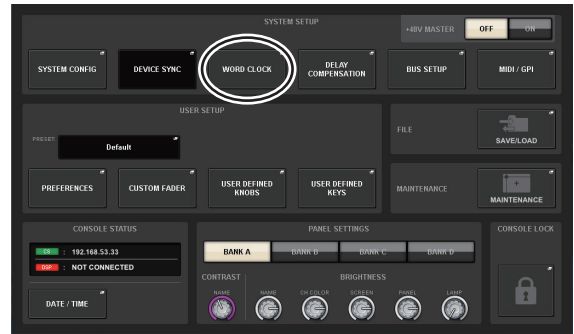 SYSTEM SETUP
+48V MASTER
OFF
ON
SYSTEM CONFIG
DEVICE SYNC
WORD CLOCK
DELAY
COMPENSATION
BUS SETUP
MIDI / GPI
USER SETUP
PRESET:
Default
PREFERENCES
CUSTOM FADER
USER DEFINED
KNOBS
USER DEFINED
KEYS
FILE
SAVE/LOAD
MAINTENANCE
MAINTENANCE
CONSOLE STATUS
CS : 192.168.53.33
DSP : NOT CONNECTED
DATE / TIME
PANEL SETTINGS
BANK A
BANK B
BANK C
BANK D
CONTRAST
BRIGHTNESS
NAME
NAME
CH COLOR
SCREEN
PANEL
LAMP
CONSOLE LOCK